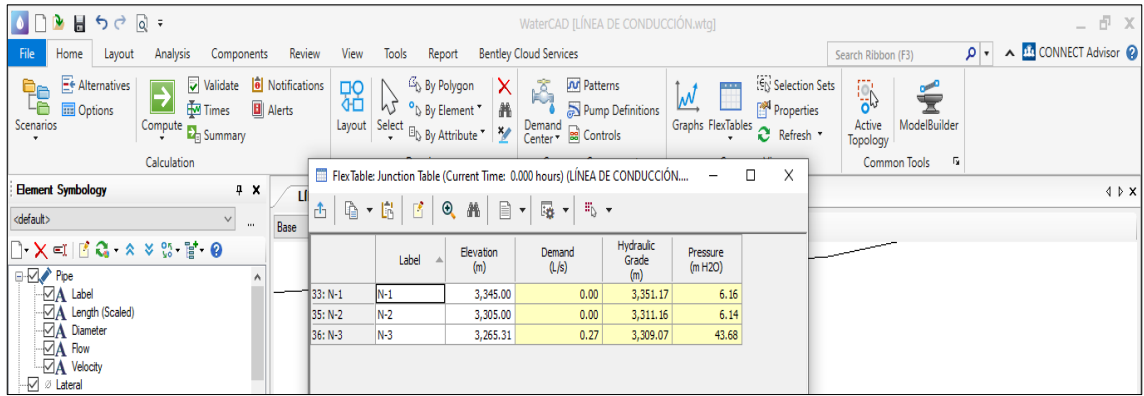 WaterCAD [LÍNEA DE CONDUCCIÓN.wtg]
File Home Layout Analysis Components Review View Tools Report Bentley Cloud Services Search Ribbon (F3) CONNECT Advisor
Alternatives Validate Notifications By Polygon Patterns Selection Sets
Options Times Alerts By Element Pump Definitions Properties
Scenarios Compute Summary Layout Select By Attribute Demand Center Controls Graphs FlexTables Refresh Active Topology ModelBuilder
Calculation Common Tools
FlexTable: Junction Table (Current Time: 0.000 hours) (LÍNEA DE CONDUCCIÓN....
Element Symbology
<default>
Base
Label Elevation (m) Demand (L/s) Hydraulic Grade (m) Pressure (m H2O)
33: N-1 N-1 3,345.00 0.00 3,351.17 6.16
35: N-2 N-2 3,305.00 0.00 3,311.16 6.14
36: N-3 N-3 3,265.31 0.27 3,309.07 43.68
Pipe
Label
Length (Scaled)
Diameter
Flow
Velocity
Lateral